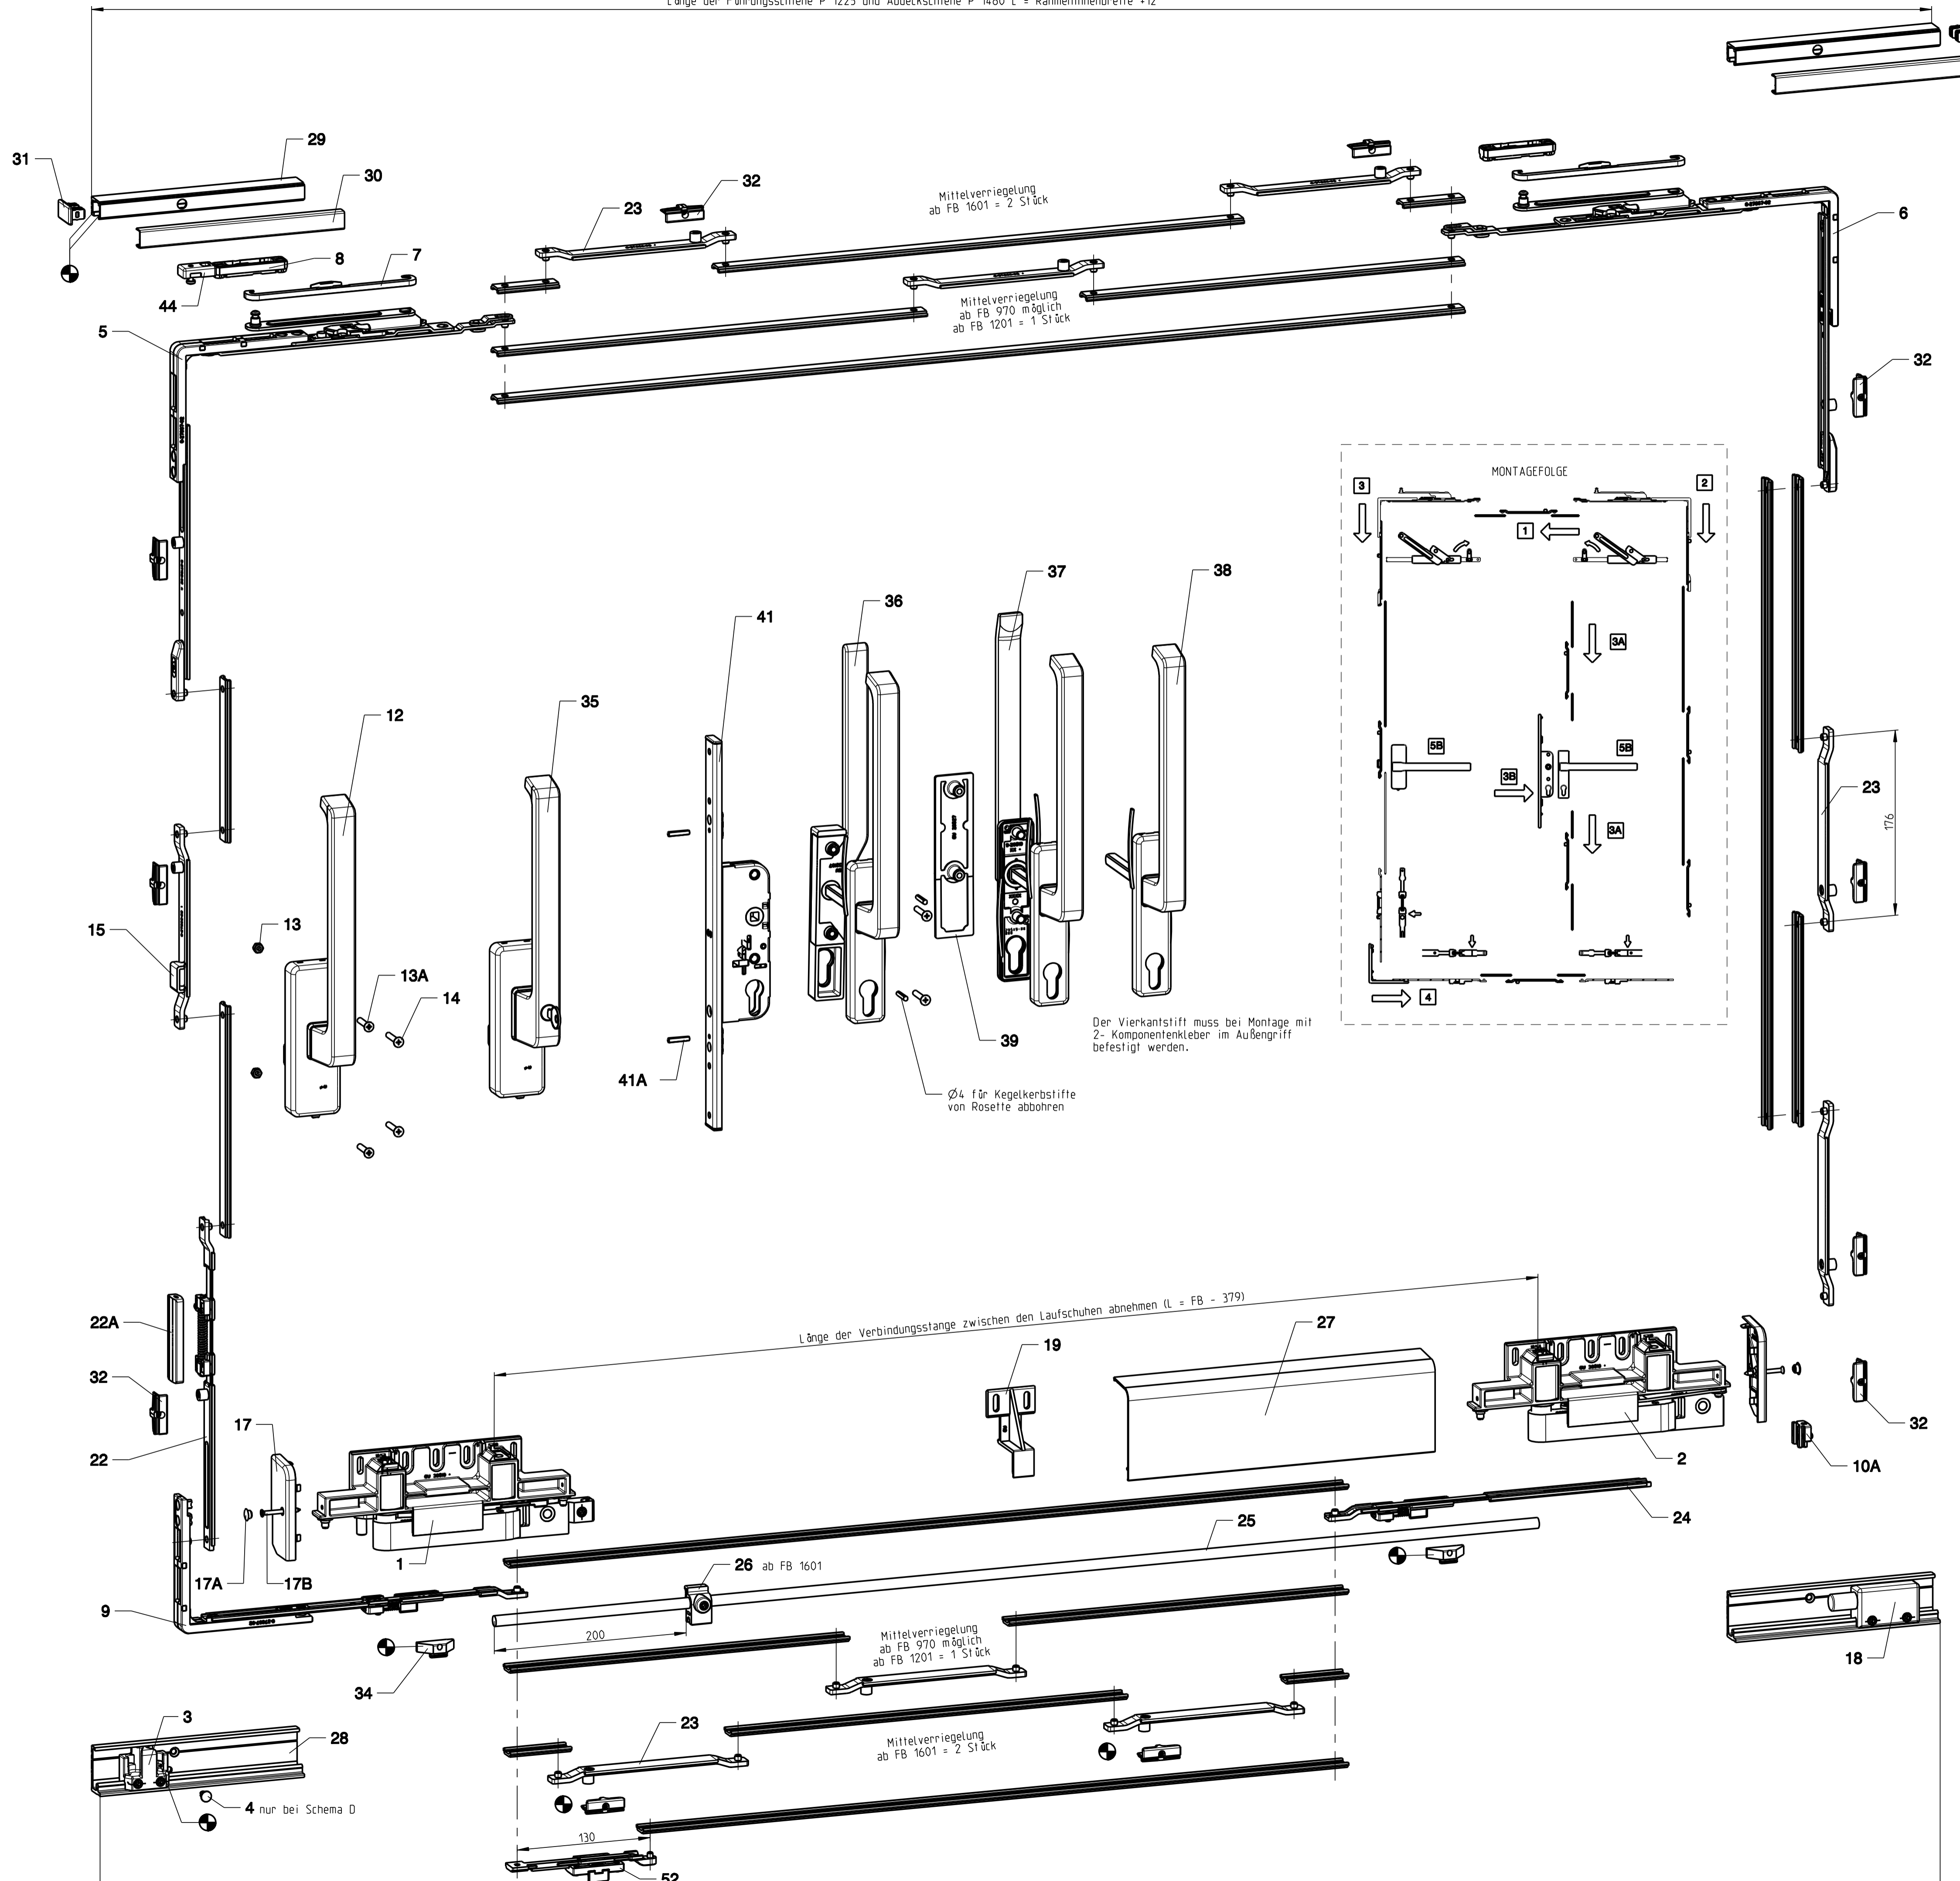 Länge der Führungsschiene P 1225 und Abdeckschiene P 1460 L = Rahmeninnenbreite +12
31
29
30
32
23
Mittelverriegelung
ab FB 1601 = 2 Stück
6
8
7
44
5
Mittelverriegelung
ab FB 970 möglich
ab FB 1201 = 1 Stück
32
MONTAGEFOLGE
3
2
1
3A
5B
5B
3B
3A
4
12
35
41
36
37
38
23
176
15
13
13A
14
41A
39
Der Vierkantstift muss bei Montage mit
2- Komponentenkleber im Außengriff
befestigt werden.
Ø4 für Kegelkerbstifte
von Rosette abbohren
22A
32
22
17
Länge der Verbindungsstange zwischen den Laufschuhen abnehmen (L = FB - 379)
19
27
2
32
10A
17A
17B
1
9
26 ab FB 1601
25
24
200
34
Mittelverriegelung
ab FB 970 möglich
ab FB 1201 = 1 Stück
18
3
28
23
Mittelverriegelung
ab FB 1601 = 2 Stück
4 nur bei Schema D
130
52